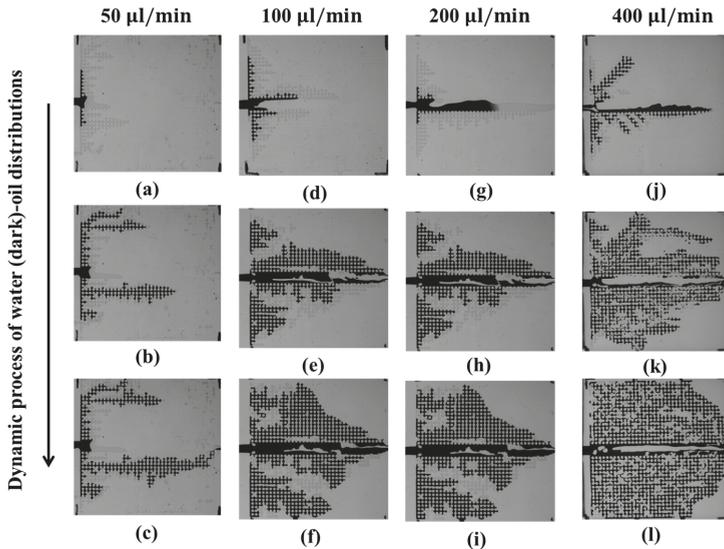 50 µl/min 100 µl/min 200 µl/min 400 µl/min
Dynamic process of water (dark)-oil distributions
(a) (d) (g) (j)
(b) (e) (h) (k)
(c) (f) (i) (l)